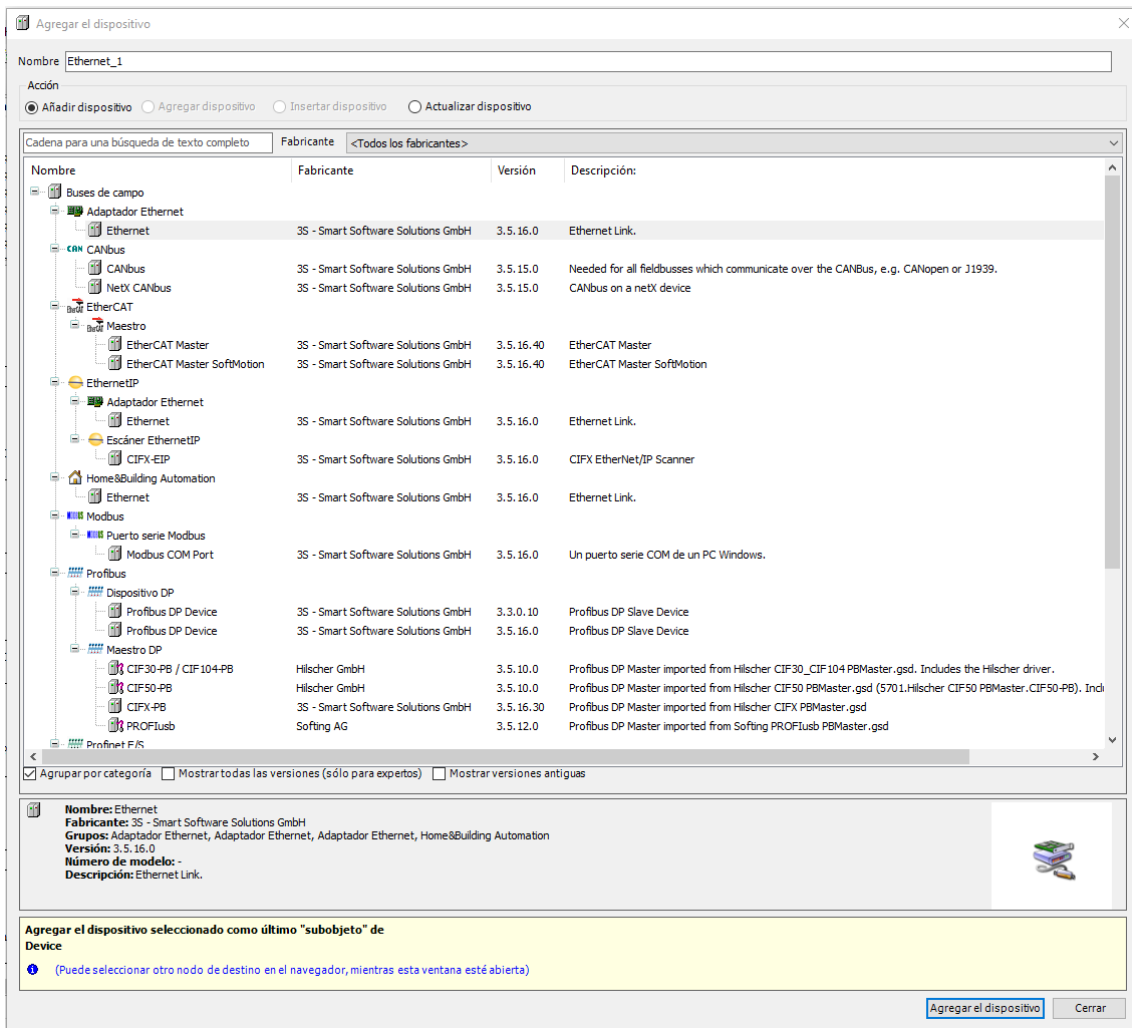 Agregar el dispositivo
Nombre Ethernet_1
Acción
Añadir dispositivo Agregar dispositivo Insertar dispositivo Actualizar dispositivo
Cadena para una búsqueda de texto completo Fabricante <Todos los fabricantes>
Nombre Fabricante Versión Descripción:
Buses de campo
Adaptador Ethernet
Ethernet 3S - Smart Software Solutions GmbH 3.5.16.0 Ethernet Link.
CAN CANbus
CANbus 3S - Smart Software Solutions GmbH 3.5.15.0 Needed for all fieldbusses which communicate over the CANBus, e.g. CANopen or J1939.
NetX CANbus 3S - Smart Software Solutions GmbH 3.5.15.0 CANbus on a netX device
EtherCAT
Maestro
EtherCAT Master 3S - Smart Software Solutions GmbH 3.5.16.40 EtherCAT Master
EtherCAT Master SoftMotion 3S - Smart Software Solutions GmbH 3.5.16.40 EtherCAT Master SoftMotion
EthernetIP
Adaptador Ethernet
Ethernet 3S - Smart Software Solutions GmbH 3.5.16.0 Ethernet Link.
Escáner EthernetIP
CIFX-EIP 3S - Smart Software Solutions GmbH 3.5.16.0 CIFX EtherNet/IP Scanner
Home&Building Automation
Ethernet 3S - Smart Software Solutions GmbH 3.5.16.0 Ethernet Link.
Modbus
Puerto serie Modbus
Modbus COM Port 3S - Smart Software Solutions GmbH 3.5.16.0 Un puerto serie COM de un PC Windows.
Profibus
Dispositivo DP
Profibus DP Device 3S - Smart Software Solutions GmbH 3.3.0.10 Profibus DP Slave Device
Profibus DP Device 3S - Smart Software Solutions GmbH 3.5.16.0 Profibus DP Slave Device
Maestro DP
CIF30-PB / CIF104-PB Hilscher GmbH 3.5.10.0 Profibus DP Master imported from Hilscher CIF30_CIF104 PBMaster.gsd. Includes the Hilscher driver.
CIF50-PB Hilscher GmbH 3.5.10.0 Profibus DP Master imported from Hilscher CIF50 PBMaster.gsd (5701.Hilscher CIF50 PBMaster.CIF50-PB). Inclu
CIFX-PB 3S - Smart Software Solutions GmbH 3.5.16.30 Profibus DP Master imported from Hilscher CIFX PBMaster.gsd
PROFIusb Softing AG 3.5.12.0 Profibus DP Master imported from Softing PROFIusb PBMaster.gsd
Profinet E/S
Agrupar por categoría Mostrar todas las versiones (sólo para expertos) Mostrar versiones antiguas
Nombre: Ethernet
Fabricante: 3S - Smart Software Solutions GmbH
Grupos: Adaptador Ethernet, Adaptador Ethernet, Adaptador Ethernet, Home&Building Automation
Versión: 3.5.16.0
Número de modelo: -
Descripción: Ethernet Link.
Agregar el dispositivo seleccionado como último "subobjeto" de
Device
(Puede seleccionar otro nodo de destino en el navegador, mientras esta ventana esté abierta)
Agregar el dispositivo Cerrar